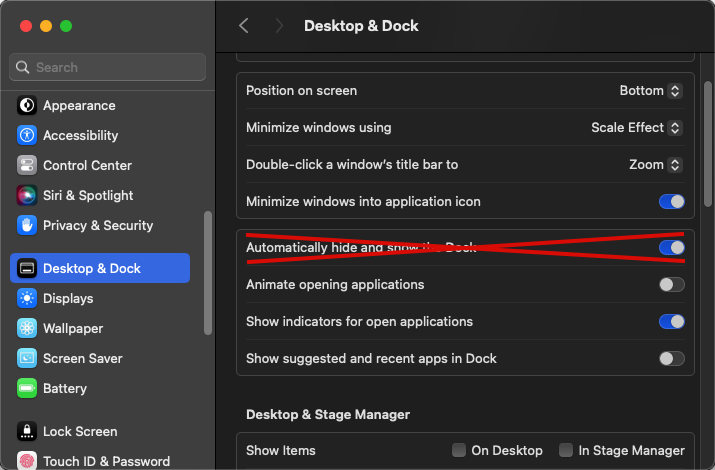 Desktop & Dock
Search
Appearance
Accessibility
Control Center
Siri & Spotlight
Privacy & Security
Desktop & Dock
Displays
Wallpaper
Screen Saver
Battery
Lock Screen
Touch ID & Password
Position on screen Bottom
Minimize windows using Scale Effect
Double-click a window's title bar to Zoom
Minimize windows into application icon
Automatically hide and show the Dock
Animate opening applications
Show indicators for open applications
Show suggested and recent apps in Dock
Desktop & Stage Manager
Show Items On Desktop In Stage Manager